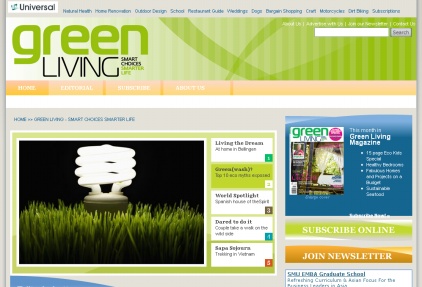 Universal
Natural Health Home Renovation Outdoor Design School Restaurant Guide Wedding Dogs Bargain Shopping Craft Motorcycles Dirt Biking Subscriptions
About Us | Advertise with Us | Join our Newsletter | Contact Us
Search
green
LIVING
SMART
CHOICES
SMARTER
LIFE
HOME EDITORIAL SUBSCRIBE ABOUT US
HOME >> GREEN LIVING - SMART CHOICES SMARTER LIFE
Living the Dream
At home in Bellingen
1
Green(wash)?
Top 10 eco myths exposed
2
World Spotlight
Spanish house of theSpirit
3
Dared to do it
Couple take a walk on the
wild side
4
Sapa Sojourn
Trekking in Vietnam
5
This month in
Green Living
Magazine
15 page Eco Kids
Special
Healthy Bedrooms
Fabulous Homes
and Projects on a
Budget!
Sustainable
Seafood
green
enlarge cover
Subscribe Now
SUBSCRIBE ONLINE
JOIN NEWSLETTER
SMU EMBA Graduate School
Refreshing Curriculum & Asian Focus For the
Business Leaders in Asia